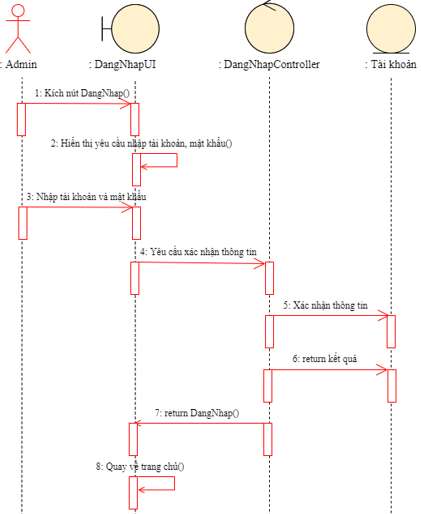 : Admin
: DangNhapUI
: DangNhapController
: Tài khoản
1: Kích nút DangNhap()
2: Hiển thị yêu cầu nhập tài khoản, mật khẩu()
3: Nhập tài khoản và mật khẩu
4: Yêu cầu xác nhận thông tin
5: Xác nhận thông tin
6: return kết quả
7: return DangNhap()
8: Quay về trang chủ()